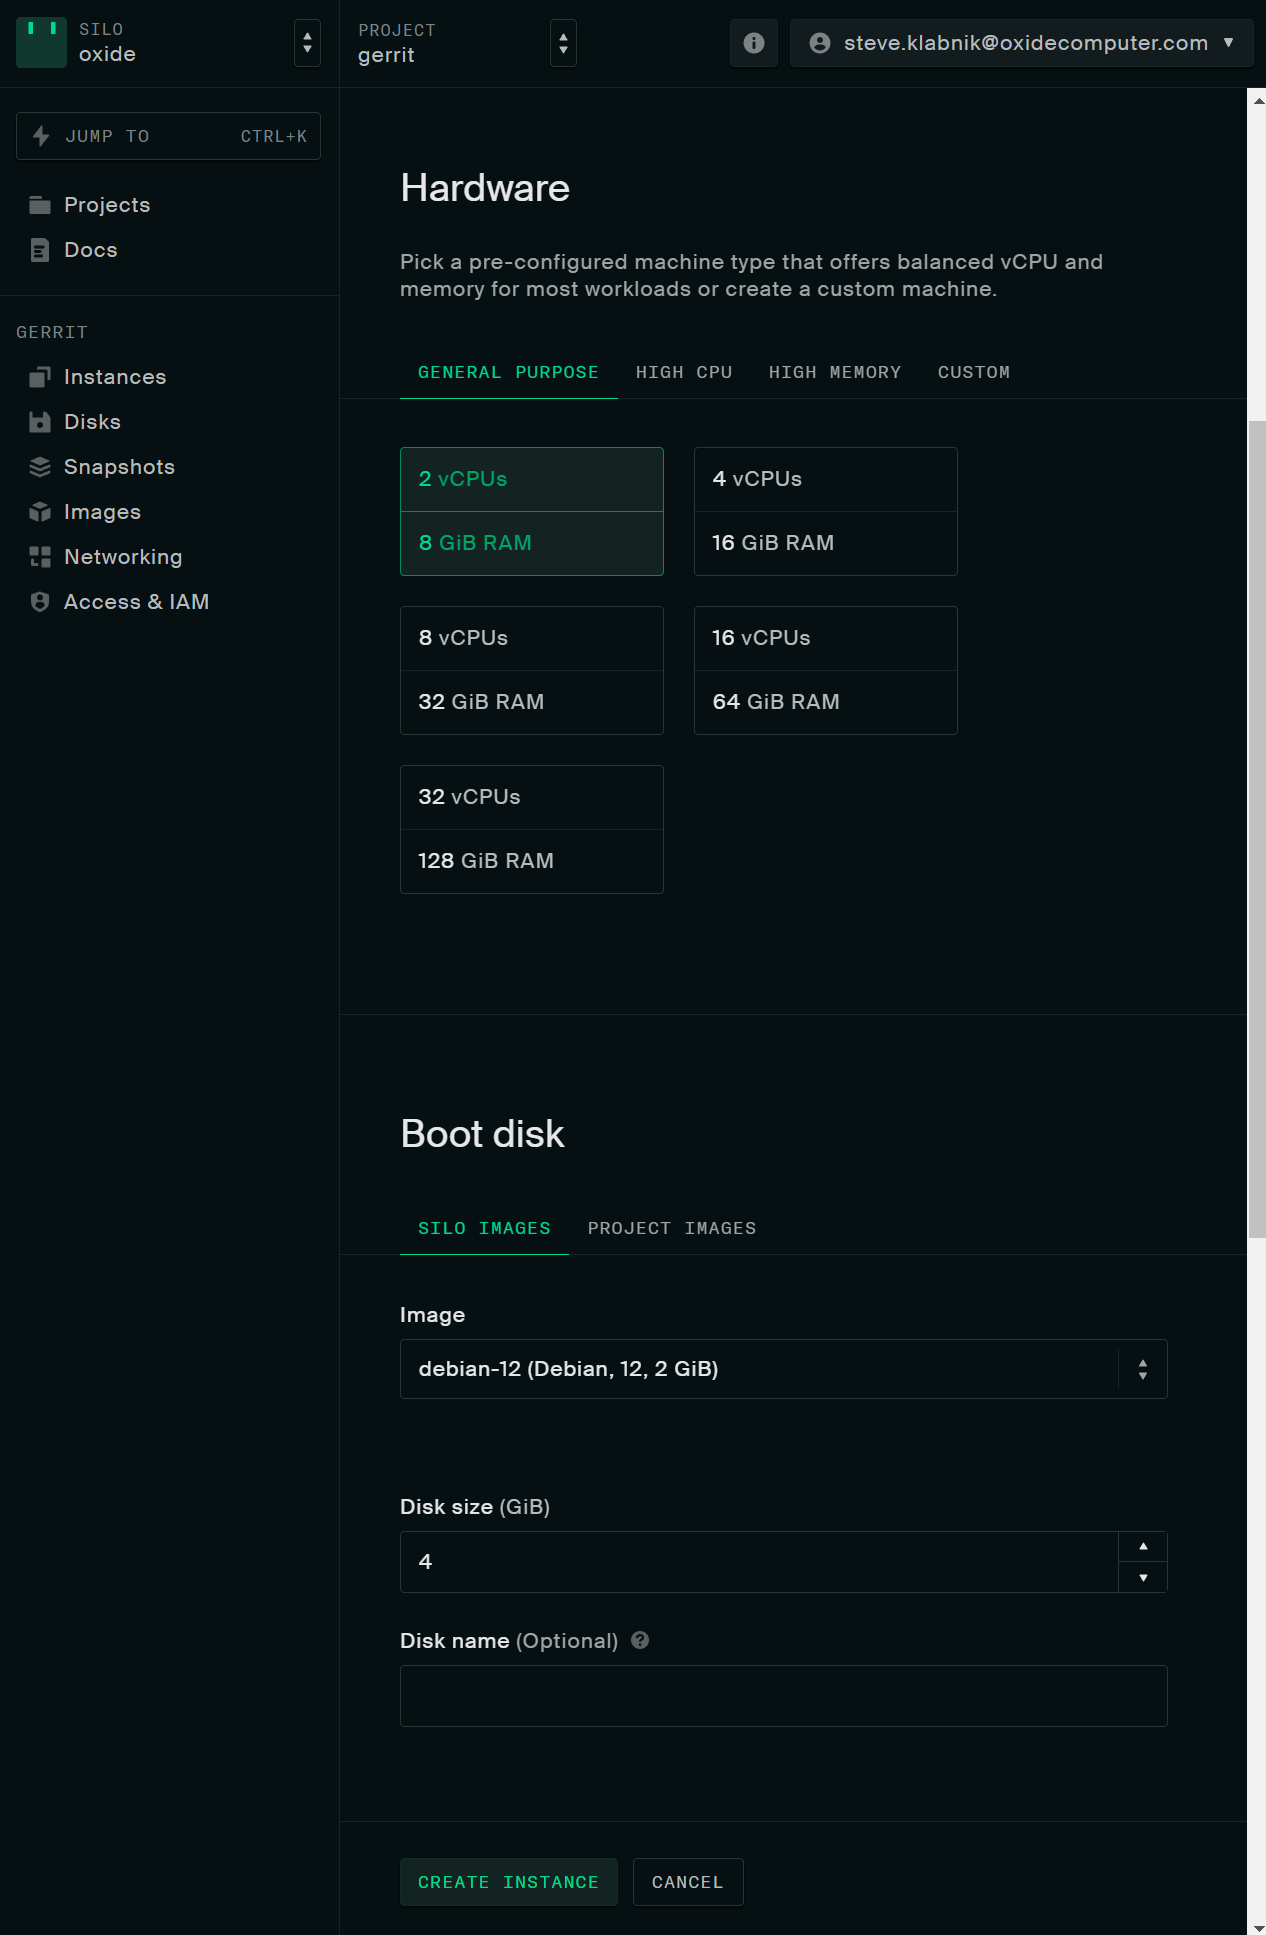 SILO
oxide
PROJECT
gerrit
steve.klabnik@oxidecomputer.com
JUMP TO CTRL+K
Projects
Docs
GERRIT
Instances
Disks
Snapshots
Images
Networking
Access & IAM
Hardware
Pick a pre-configured machine type that offers balanced vCPU and
memory for most workloads or create a custom machine.
GENERAL PURPOSE HIGH CPU HIGH MEMORY CUSTOM
2 vCPUs
8 GiB RAM
4 vCPUs
16 GiB RAM
8 vCPUs
32 GiB RAM
16 vCPUs
64 GiB RAM
32 vCPUs
128 GiB RAM
Boot disk
SILO IMAGES PROJECT IMAGES
Image
debian-12 (Debian, 12, 2 GiB)
Disk size (GiB)
4
Disk name (Optional)
CREATE INSTANCE CANCEL